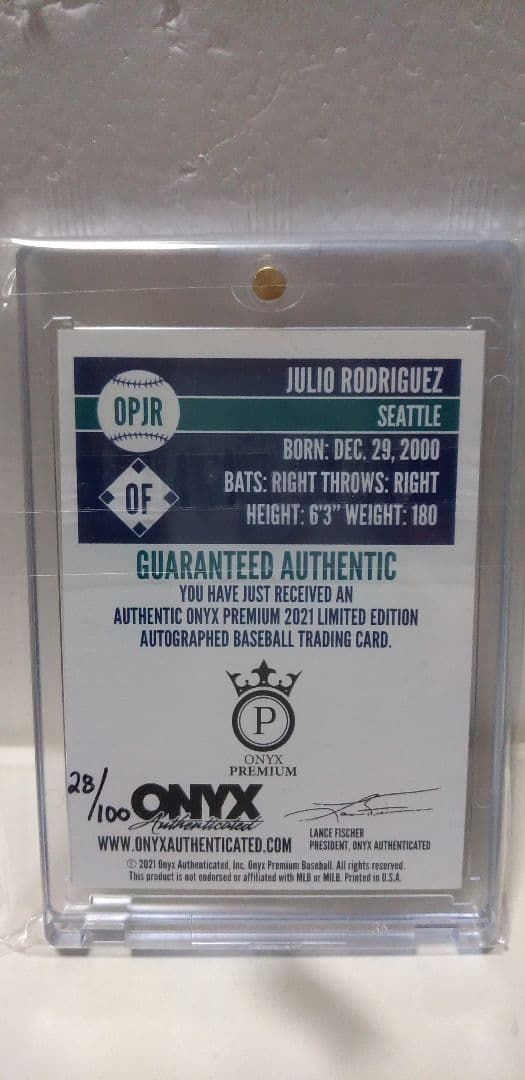 OPJR
JULIO RODRIGUEZ
SEATTLE
BORN: DEC. 29, 2000
OF
BATS: RIGHT THROWS: RIGHT
HEIGHT: 6'3" WEIGHT: 180
GUARANTEED AUTHENTIC
YOU HAVE JUST RECEIVED AN
AUTHENTIC ONYX PREMIUM 2021 LIMITED EDITION
AUTOGRAPHED BASEBALL TRADING CARD.
P
ONYX
PREMIUM
28/100
ONYX
Authenticated
WWW.ONYXAUTHENTICATED.COM
LANCE FISCHER
PRESIDENT, ONYX AUTHENTICATED
© 2021 Onyx Authenticated, Inc. Onyx Premium Baseball. All rights reserved.
This product is not endorsed or affiliated with MLB or MiLB. Printed in U.S.A.